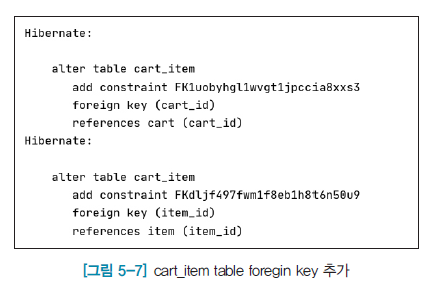 Hibernate:
alter table cart_item
add constraint FK1uobyhgl1wvgt1jpccia8xxs3
foreign key (cart_id)
references cart (cart_id)
Hibernate:
alter table cart_item
add constraint FKdljf497fwm1f8eb1h8t6n50u9
foreign key (item_id)
references item (item_id)
[그림 5-7] cart_item table foregin key 추가